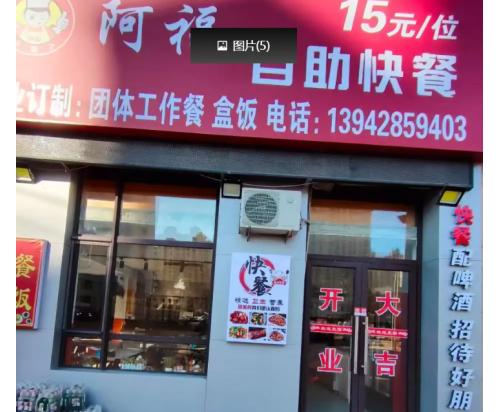 15元/位
阿福
图片(5)
自助快餐
业订制：团体工作餐 盒饭 电话：13942859403
快餐
快餐配啤酒 招待好朋
餐饭
开业
大吉